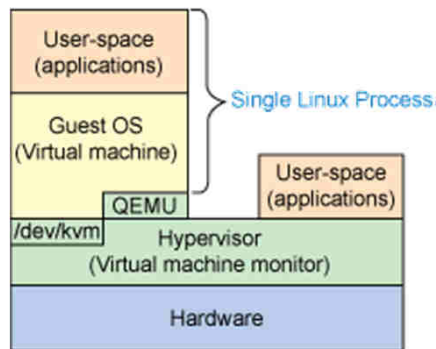 User-space
(applications)
Single Linux Process
Guest OS
(Virtual machine)
User-space
(applications)
QEMU
/dev/kvm
Hypervisor
(Virtual machine monitor)
Hardware